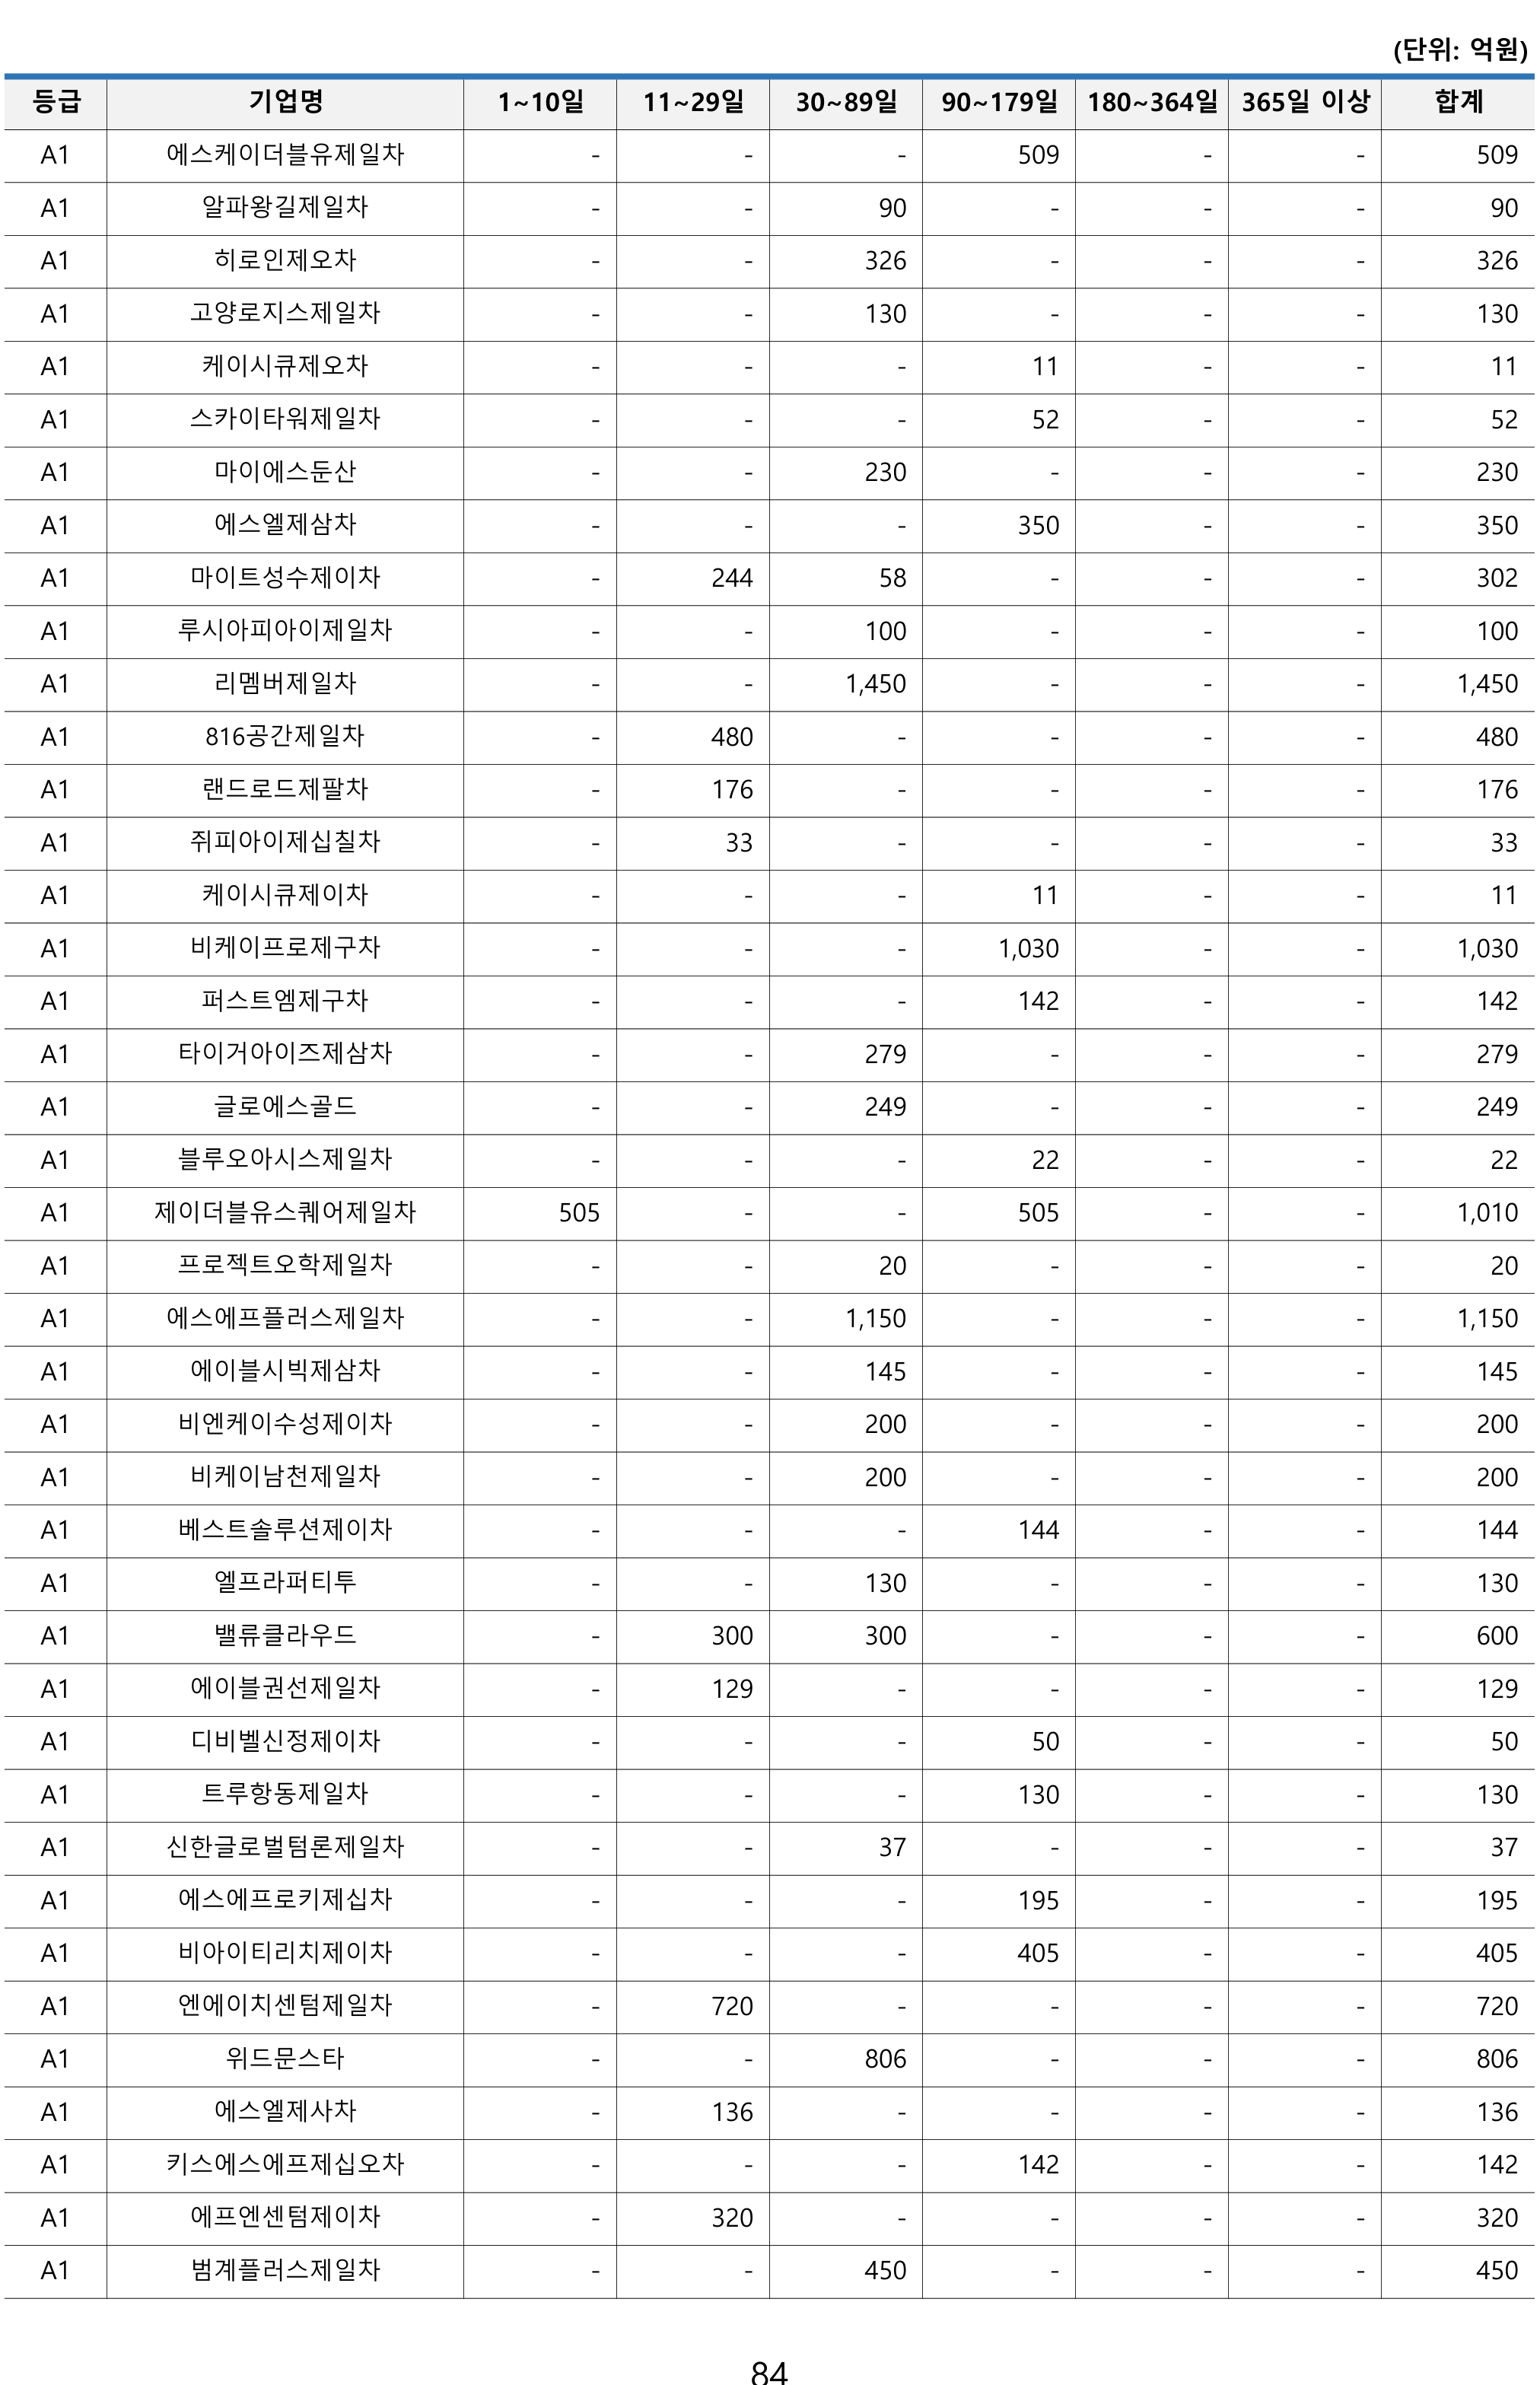 (단위: 억원)
등급 기업명 1~10일 11~29일 30~89일 90~179일 180~364일 365일 이상 합계
A1 에스케이더블유제일차 - - - 509 - - 509
A1 알파왕길제일차 - - 90 - - - 90
A1 히로인제오차 - - 326 - - - 326
A1 고양로지스제일차 - - 130 - - - 130
A1 케이시큐제오차 - - - 11 - - 11
A1 스카이타워제일차 - - - 52 - - 52
A1 마이에스둔산 - - 230 - - - 230
A1 에스엘제삼차 - - - 350 - - 350
A1 마이트성수제이차 - 244 58 - - - 302
A1 루시아피아이제일차 - - 100 - - - 100
A1 리멤버제일차 - - 1,450 - - - 1,450
A1 816공간제일차 - 480 - - - - 480
A1 랜드로드제팔차 - 176 - - - - 176
A1 쥐피아이제십칠차 - 33 - - - - 33
A1 케이시큐제이차 - - - 11 - - 11
A1 비케이프로제구차 - - - 1,030 - - 1,030
A1 퍼스트엠제구차 - - - 142 - - 142
A1 타이거아이즈제삼차 - - 279 - - - 279
A1 글로에스골드 - - 249 - - - 249
A1 블루오아시스제일차 - - - 22 - - 22
A1 제이더블유스퀘어제일차 505 - - 505 - - 1,010
A1 프로젝트오학제일차 - - 20 - - - 20
A1 에스에프플러스제일차 - - 1,150 - - - 1,150
A1 에이블시빅제삼차 - - 145 - - - 145
A1 비엔케이수성제이차 - - 200 - - - 200
A1 비케이남천제일차 - - 200 - - - 200
A1 베스트솔루션제이차 - - - 144 - - 144
A1 엘프라퍼티투 - - 130 - - - 130
A1 밸류클라우드 - 300 300 - - - 600
A1 에이블권선제일차 - 129 - - - - 129
A1 디비벨신정제이차 - - - 50 - - 50
A1 트루항동제일차 - - - 130 - - 130
A1 신한글로벌텀론제일차 - - 37 - - - 37
A1 에스에프로키제십차 - - - 195 - - 195
A1 비아이티리치제이차 - - - 405 - - 405
A1 엔에이치센텀제일차 - 720 - - - - 720
A1 위드문스타 - - 806 - - - 806
A1 에스엘제사차 - 136 - - - - 136
A1 키스에스에프제십오차 - - - 142 - - 142
A1 에프엔센텀제이차 - 320 - - - - 320
A1 범계플러스제일차 - - 450 - - - 450
84